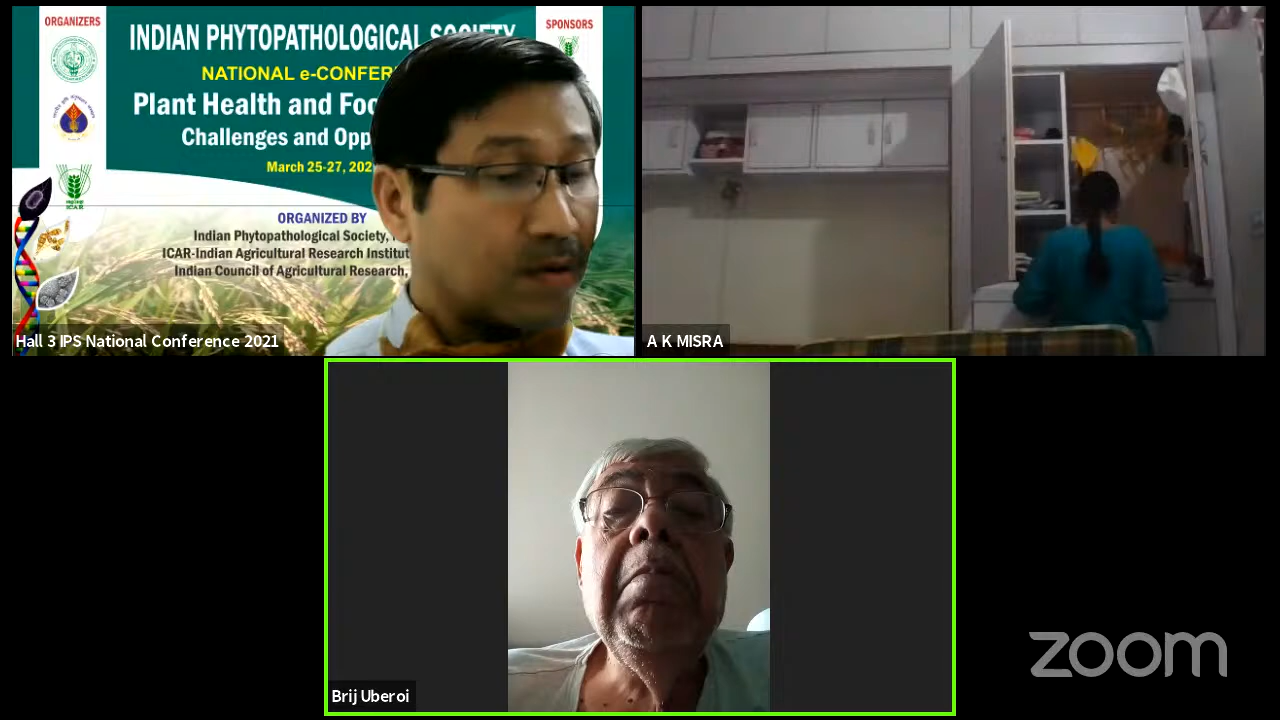 ORGANIZERS
SPONSORS
INDIAN PHYTOPATHOLOGICAL SOCIETY
NATIONAL e-CONFER
Plant Health and Foo
Challenges and Opp
March 25-27, 202
ORGANIZED BY
Indian Phytopathological Society,
ICAR-Indian Agricultural Research Institut
Indian Council of Agricultural Research,
ICAR
Hall 3 IPS National Conference 2021
A K MISRA
Brij Uberoi
zoom